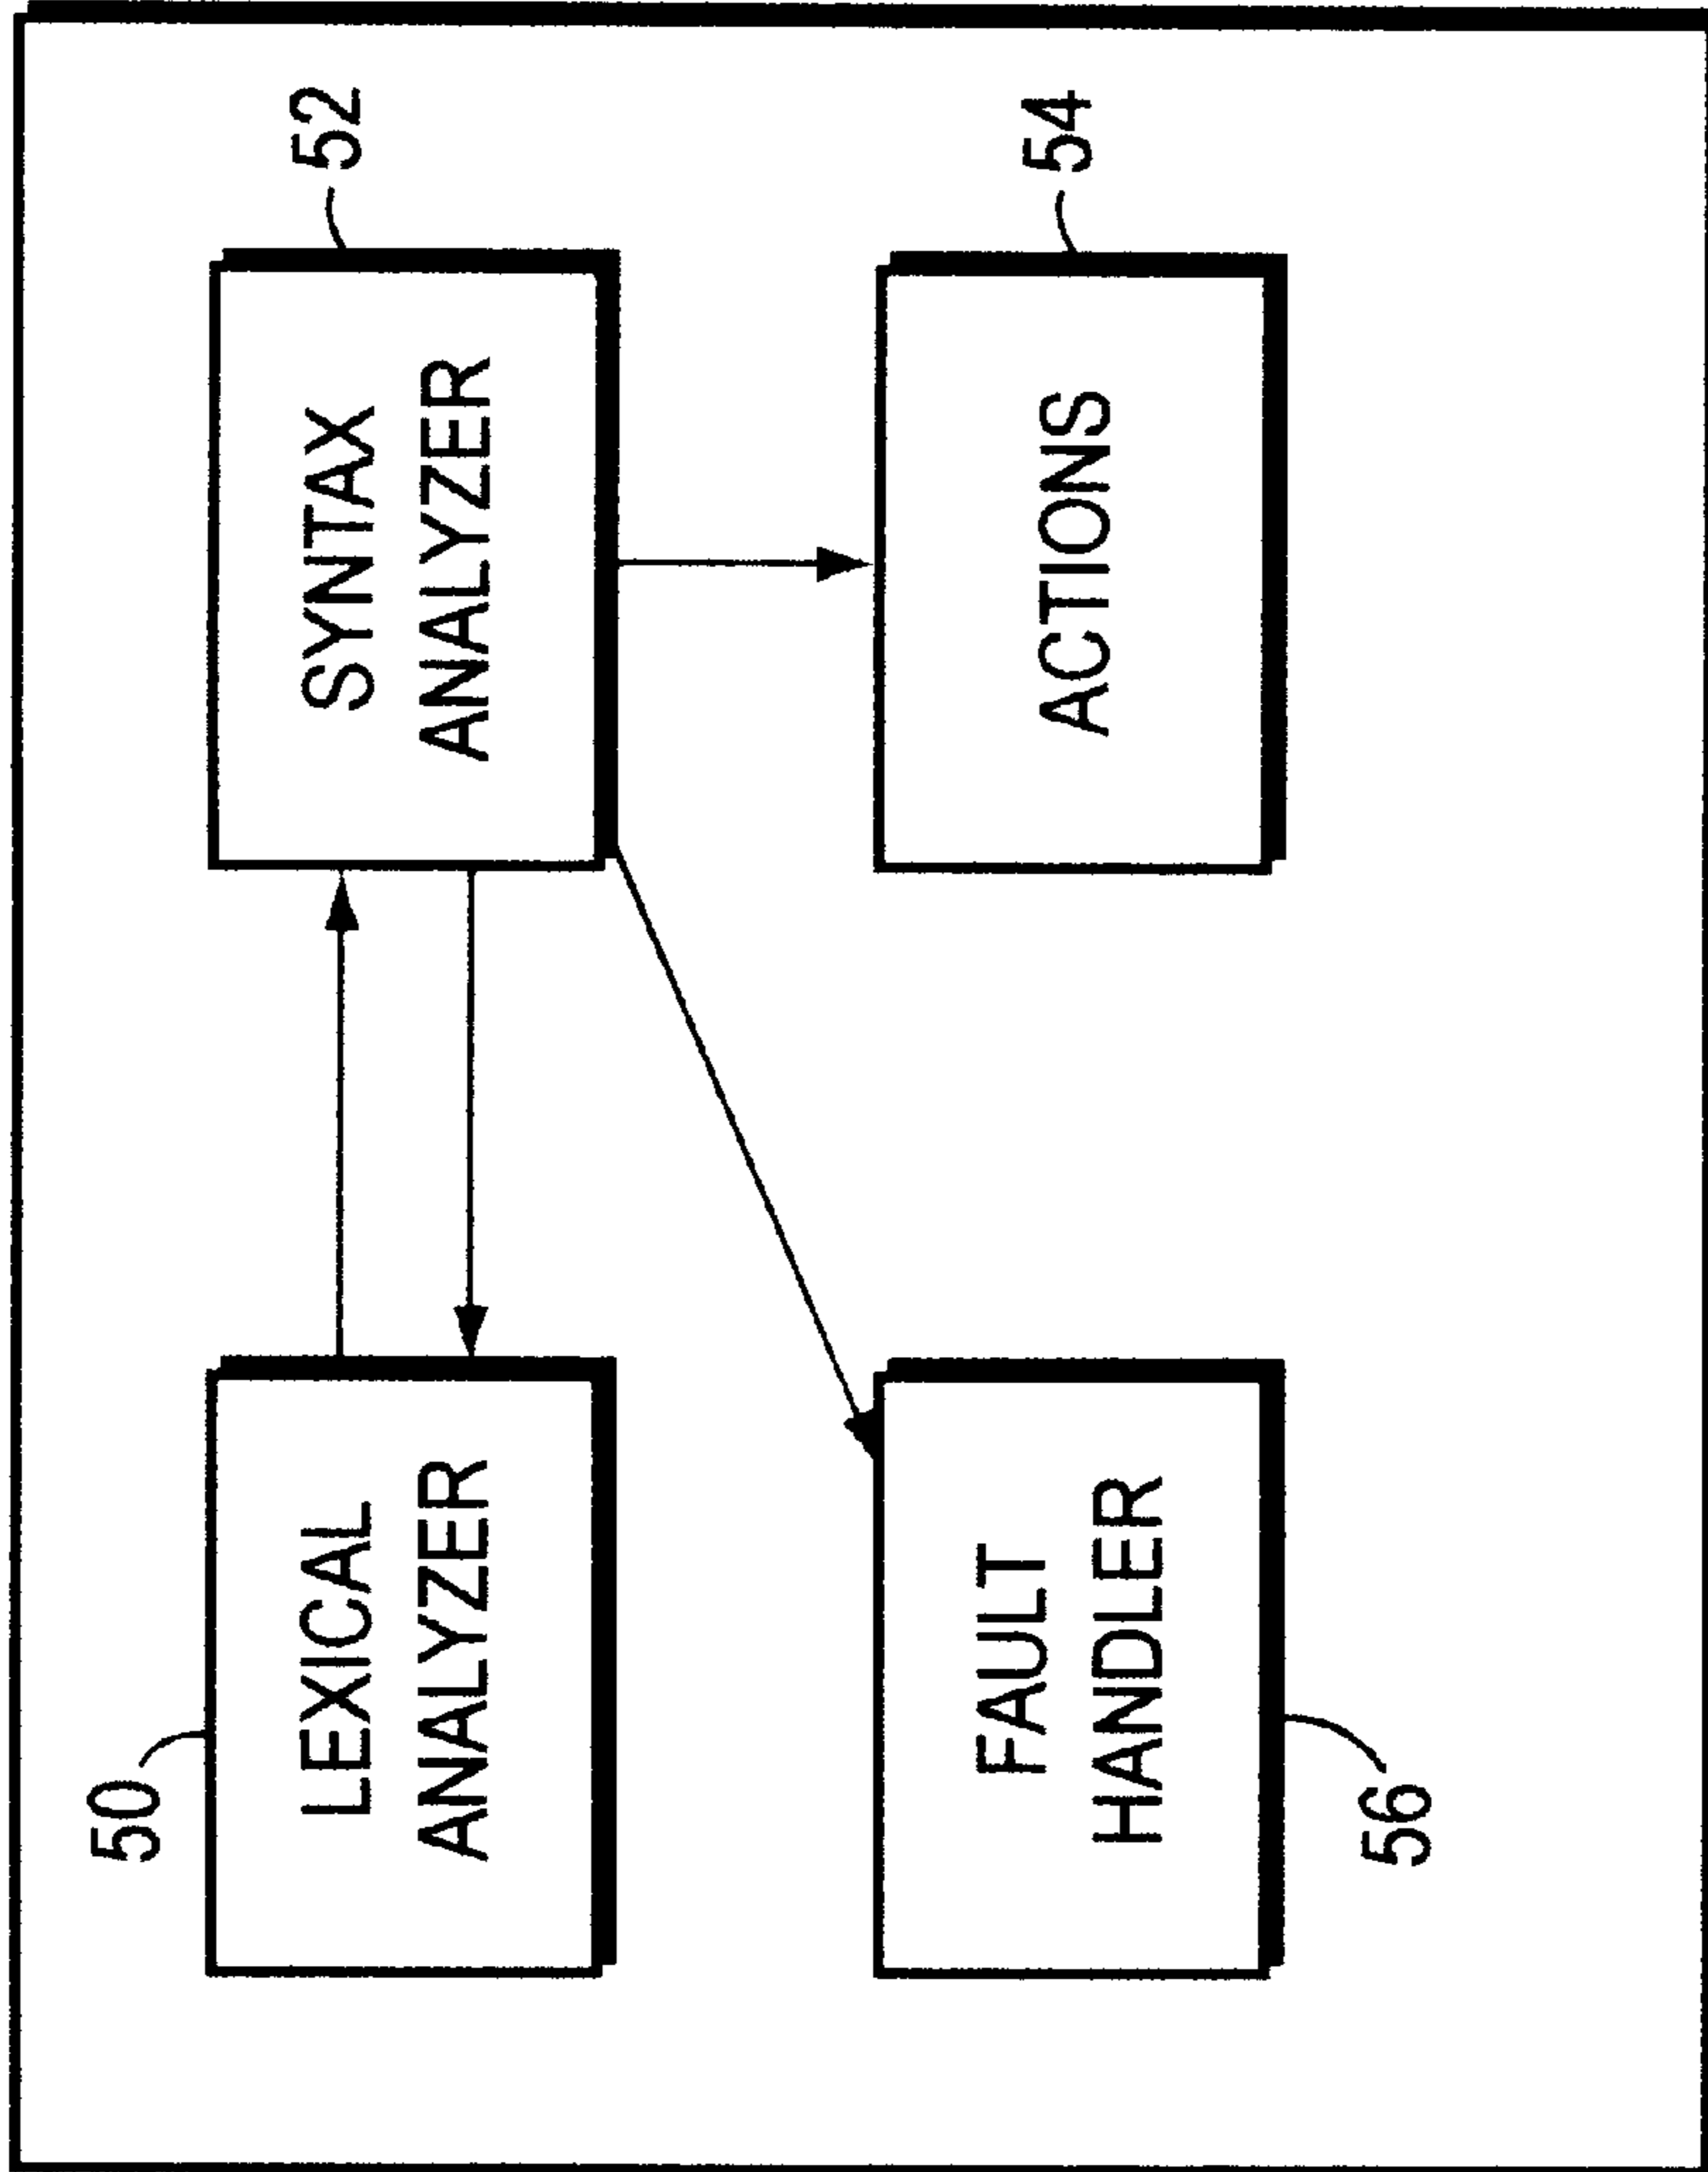 50
LEXICAL
ANALYZER
52
SYNTAX
ANALYZER
FAULT
HANDLER
56
54
ACTIONS